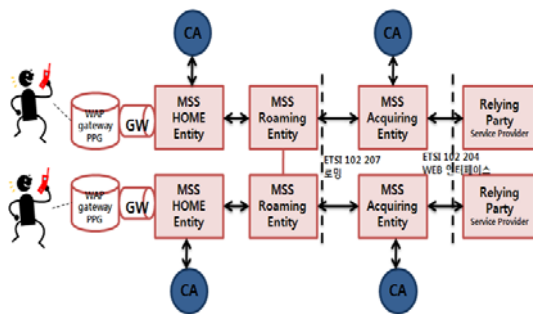 CA
CA
WAP
gateway
PPG
GW
MSS
HOME
Entity
MSS
Roaming
Entity
MSS
Acquiring
Entity
Relying
Party
Service Provider
ETSI 102 207
로밍
ETSI 102 204
WEB 인터페이스
WAP
gateway
PPG
GW
MSS
HOME
Entity
MSS
Roaming
Entity
MSS
Acquiring
Entity
Relying
Party
Service Provider
CA
CA